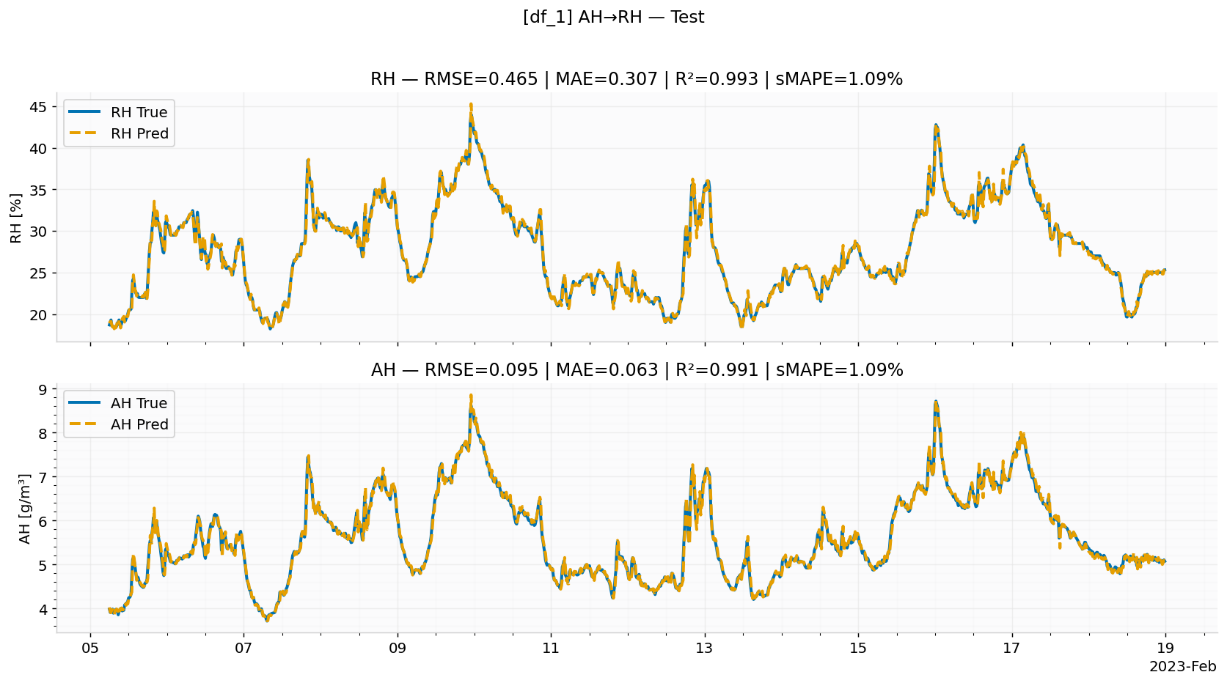 [df_1] AH→RH — Test
RH — RMSE=0.465 | MAE=0.307 | R²=0.993 | sMAPE=1.09%
RH True
RH Pred
RH [%]
45
40
35
30
25
20
AH — RMSE=0.095 | MAE=0.063 | R²=0.991 | sMAPE=1.09%
AH True
AH Pred
AH [g/m³]
9
8
7
6
5
4
05 07 09 11 13 15 17 19
2023-Feb